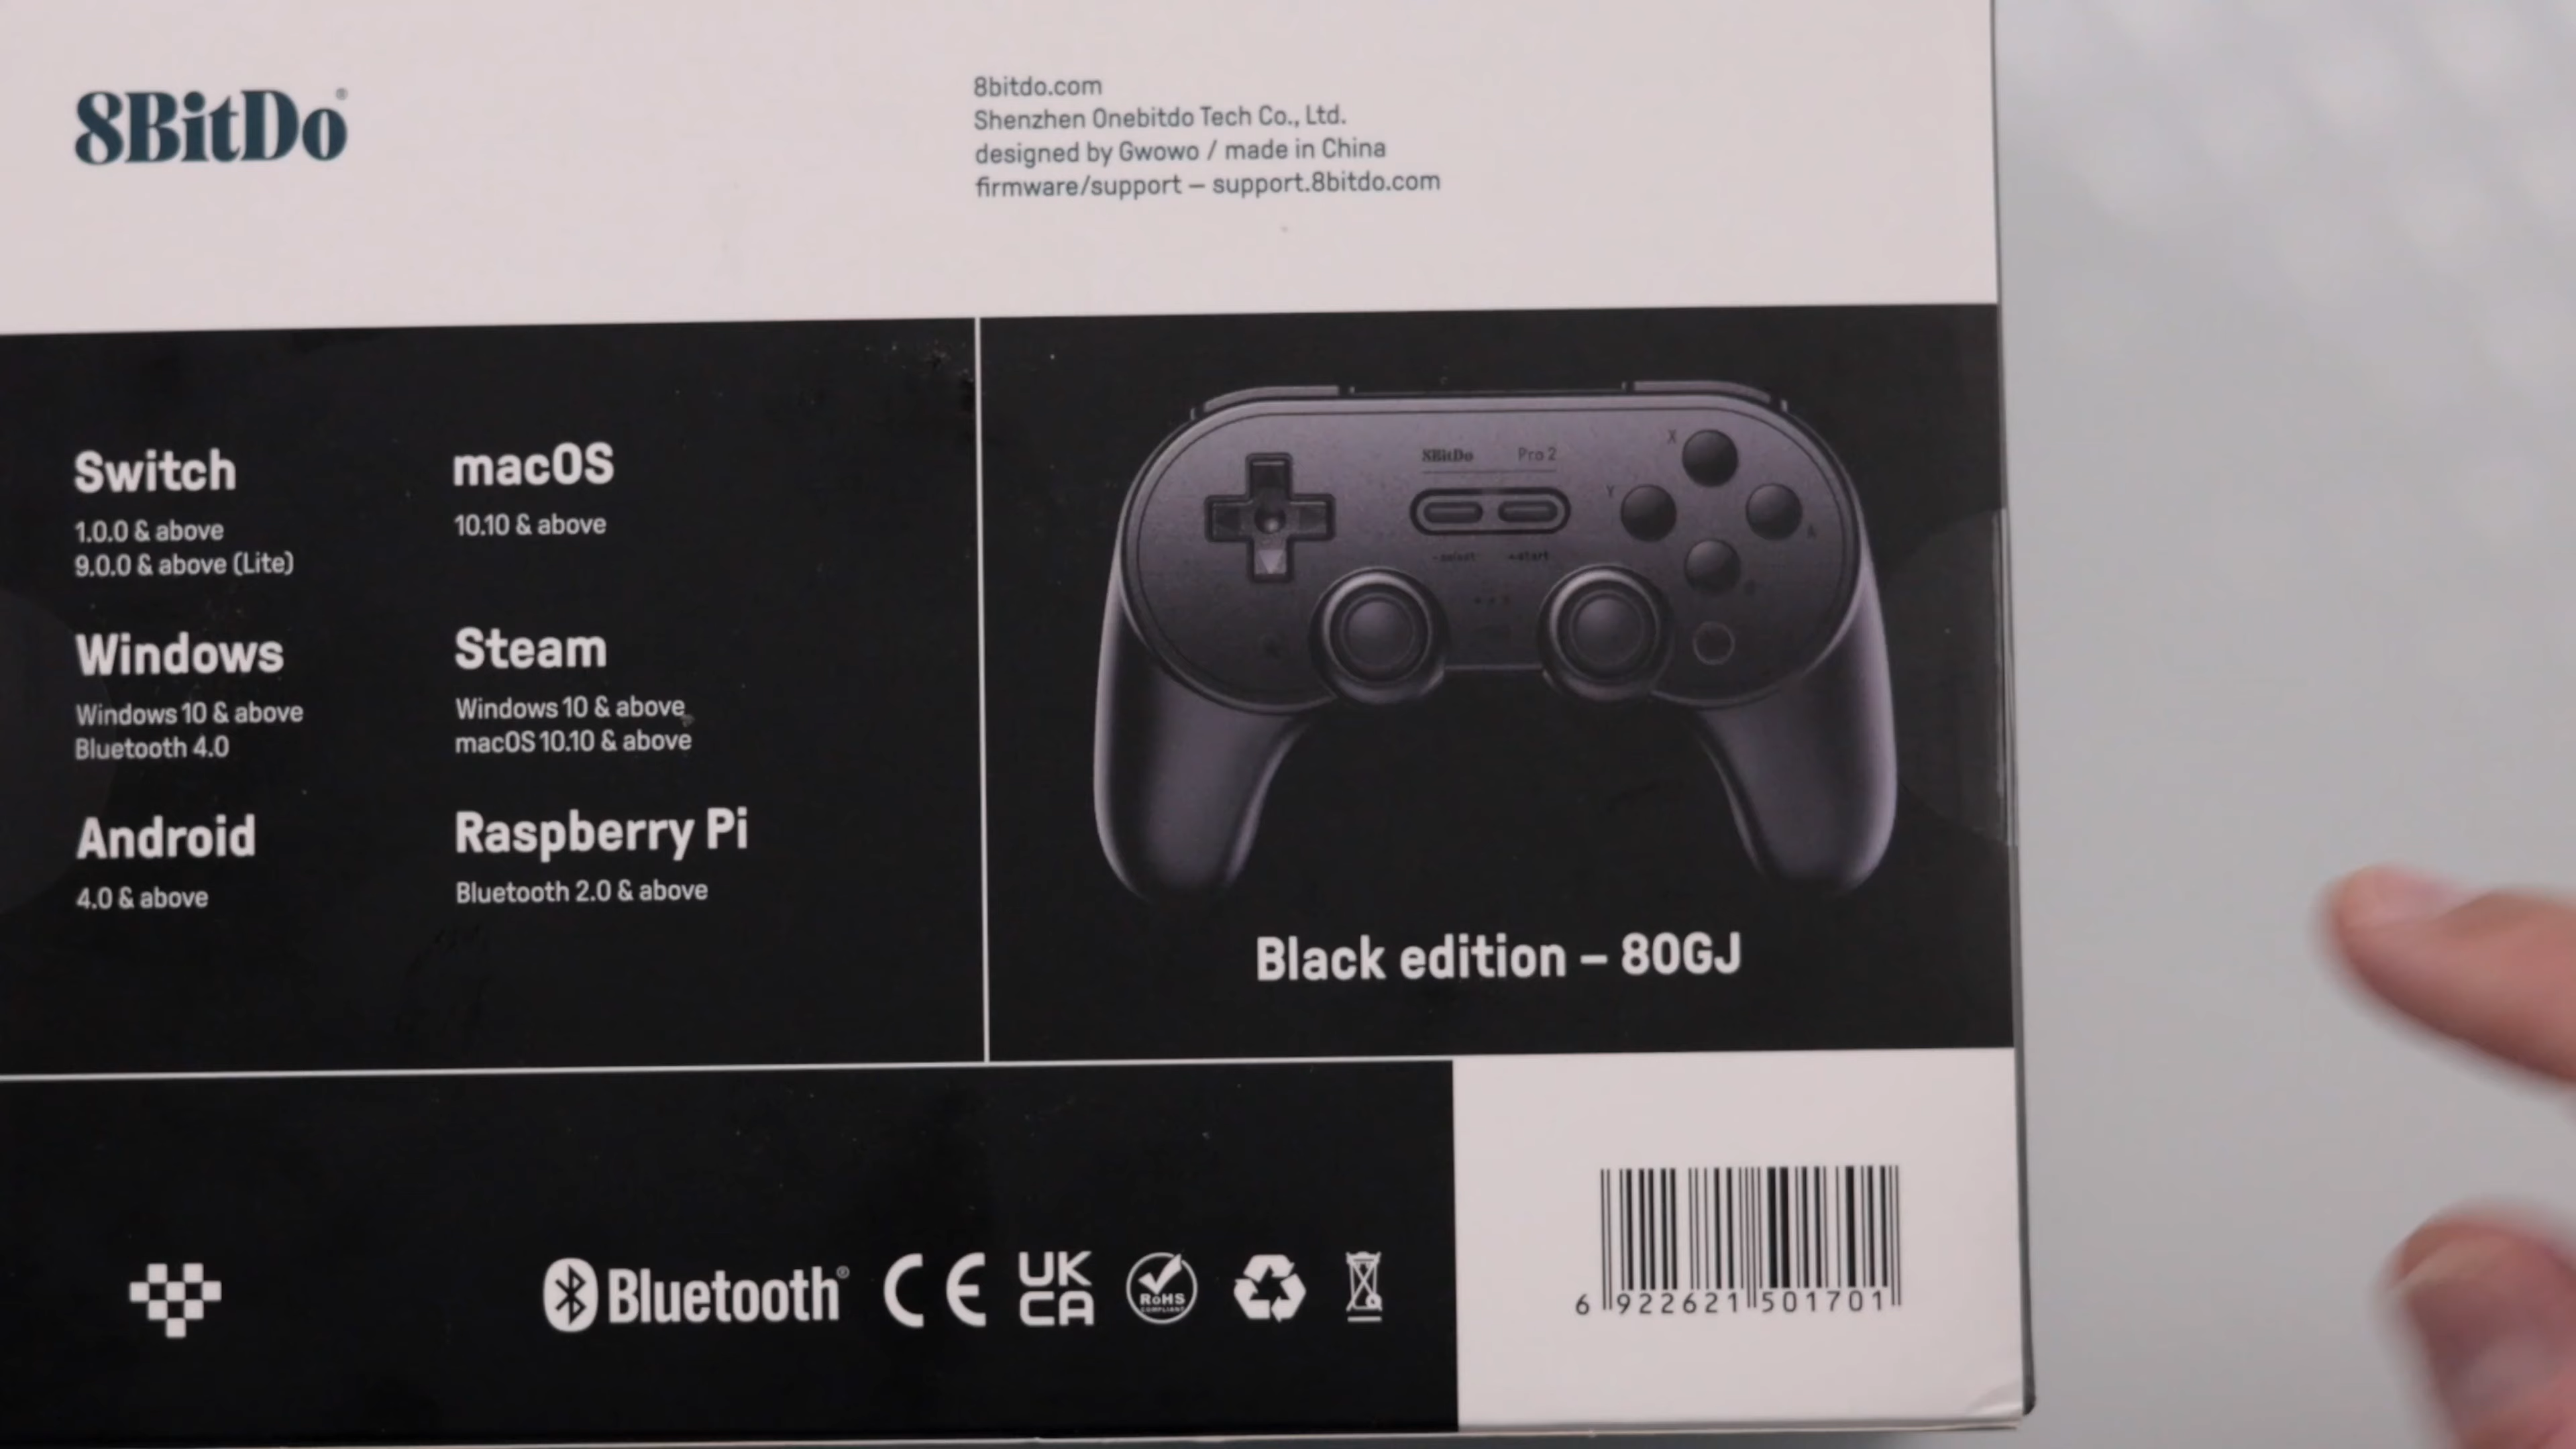 8BitDo®
8bitdo.com
Shenzhen Onebitdo Tech Co., Ltd.
designed by Gwowo / made in China
firmware/support – support.8bitdo.com
Switch
1.0.0 & above
9.0.0 & above (Lite)
macOS
10.10 & above
Windows
Windows 10 & above
Bluetooth 4.0
Steam
Windows 10 & above
macOS 10.10 & above
Android
4.0 & above
Raspberry Pi
Bluetooth 2.0 & above
8BitDo Pro 2
X
Y
A
B
-select +start
Black edition – 80GJ
Bluetooth®
CE
UK
CA
RoHS
COMPLIANT
6 922621 501701